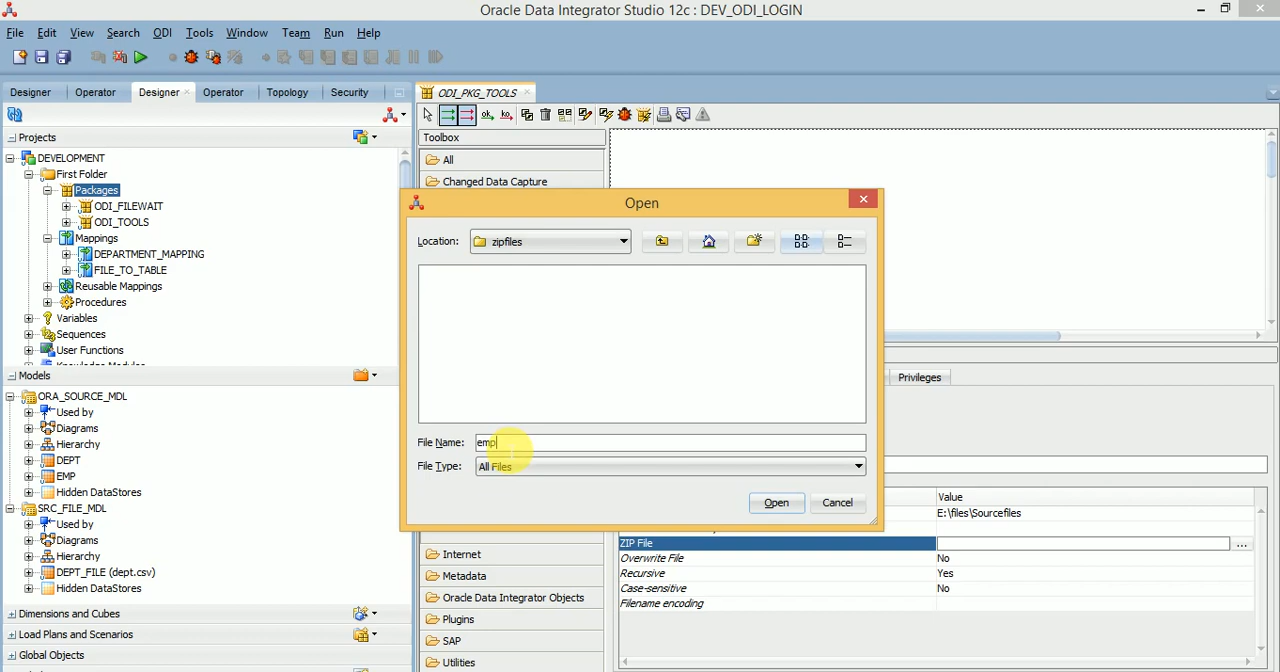 Oracle Data Integrator Studio 12c : DEV_ODI_LOGIN
File Edit View Search ODI Tools Window Team Run Help
Designer Operator Designer Operator Topology Security
ODI_PKG_TOOLS
ok ko
Projects
DEVELOPMENT
First Folder
Packages
ODI_FILEWAIT
ODI_TOOLS
Mappings
DEPARTMENT_MAPPING
FILE_TO_TABLE
Reusable Mappings
Procedures
Variables
Sequences
User Functions
Models
ORA_SOURCE_MDL
Used by
Diagrams
Hierarchy
DEPT
EMP
Hidden DataStores
SRC_FILE_MDL
Used by
Diagrams
Hierarchy
DEPT_FILE (dept.csv)
Hidden DataStores
Dimensions and Cubes
Load Plans and Scenarios
Global Objects
Toolbox
All
Changed Data Capture
Open
Location: zipfiles
File Name: emp
File Type: All Files
Open Cancel
Internet
Metadata
Oracle Data Integrator Objects
Plugins
SAP
Utilities
Privileges
Value
E:\files\Sourcefiles
ZIP File ...
Overwrite File No
Recursive Yes
Case-sensitive No
Filename encoding